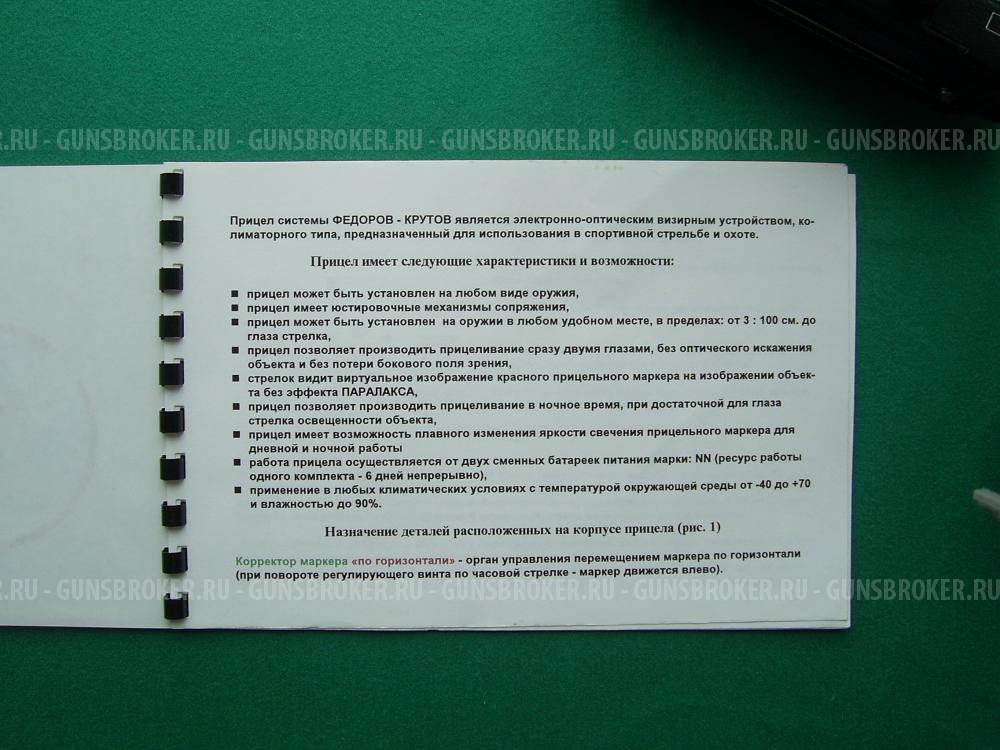 .RU - GUNSBROKER.RU - GUNSBROKER.RU - GUNSBROKER.RU - GUNSBROKER.RU - GUNSBROKER.RU
Прицел системы ФЕДОРОВ - КРУТОВ является электронно-оптическим визирным устройством, ко-
лиматорного типа, предназначенный для использования в спортивной стрельбе и охоте.
Прицел имеет следующие характеристики и возможности:
■ прицел может быть установлен на любом виде оружия,
■ прицел имеет юстировочные механизмы сопряжения,
■ прицел может быть установлен на оружии в любом удобном месте, в пределах: от 3 : 100 см. до
глаза стрелка,
■ прицел позволяет производить прицеливание сразу двумя глазами, без оптического искажения
объекта и без потери бокового поля зрения,
■ стрелок видит виртуальное изображение красного прицельного маркера на изображении объек-
та без эффекта ПАРАЛАКСА,
■ прицел позволяет производить прицеливание в ночное время, при достаточной для глаза
стрелка освещенности объекта,
■ прицел имеет возможность плавного изменения яркости свечения прицельного маркера для
дневной и ночной работы
■ работа прицела осуществляется от двух сменных батареек питания марки: NN (ресурс работы
одного комплекта - 6 дней непрерывно),
■ применение в любых климатических условиях с температурой окружающей среды от -40 до +70
и влажностью до 90%.
Назначение деталей расположенных на корпусе прицела (рис. 1)
Корректор маркера «по горизонтали» - орган управления перемещением маркера по горизонтали
(при повороте регулирующего винта по часовой стрелке - маркер движется влево).
.RU - GUNSBROKER.RU - GUNSBROKER.RU - GUNSBROKER.RU - GUNSBROKER.RU - GUNSBROKER.RU